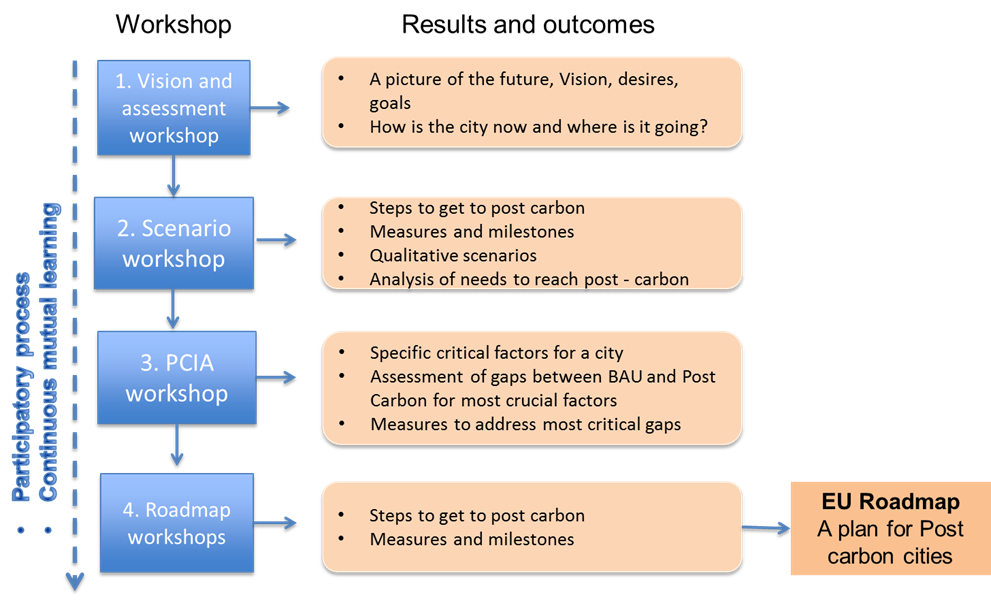 Workshop
Results and outcomes
1. Vision and
assessment
workshop
• A picture of the future, Vision, desires,
goals
• How is the city now and where is it going?
2. Scenario
workshop
• Steps to get to post carbon
• Measures and milestones
• Qualitative scenarios
• Analysis of needs to reach post - carbon
3. PCIA
workshop
• Specific critical factors for a city
• Assessment of gaps between BAU and Post
Carbon for most crucial factors
• Measures to address most critical gaps
4. Roadmap
workshops
• Steps to get to post carbon
• Measures and milestones
EU Roadmap
A plan for Post
carbon cities
• Participatory process
• Continuous mutual learning